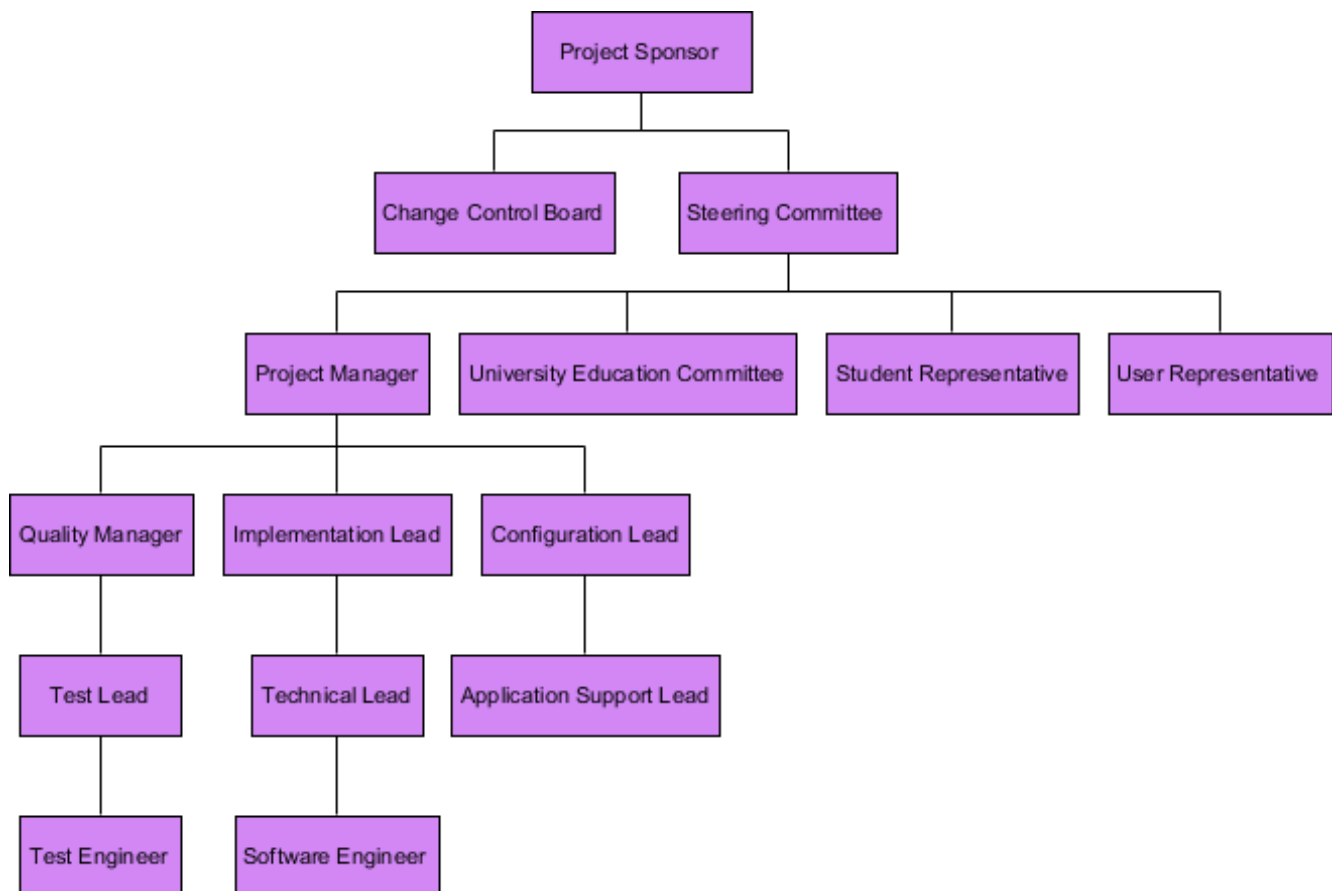 Project Sponsor
Change Control Board
Steering Committee
Project Manager
University Education Committee
Student Representative
User Representative
Quality Manager
Implementation Lead
Configuration Lead
Test Lead
Technical Lead
Application Support Lead
Test Engineer
Software Engineer